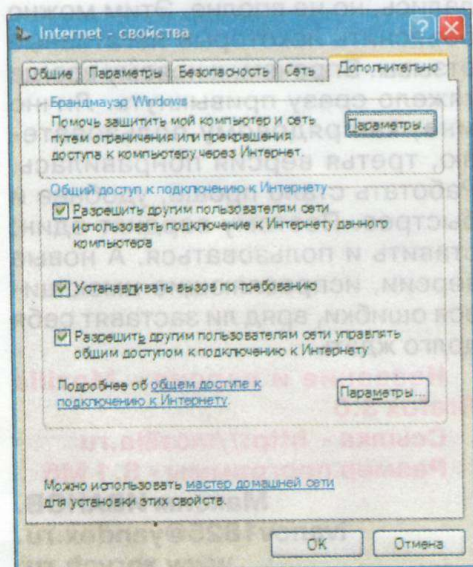 Internet - свойства
Общие Параметры Безопасность Сеть Дополнительно
Брандмауэр Windows
Помочь защитить мой компьютер и сеть
путем ограничения или прекращения
доступа к компьютеру через Интернет.
Параметры...
Общий доступ к подключению к Интернету
Разрешить другим пользователям сети
использовать подключение к Интернету данного
компьютера
Устанавливать вызов по требованию
Разрешить другим пользователям сети управлять
общим доступом к подключению к Интернету
Подробнее об общем доступе к
подключению к Интернету.
Параметры...
Можно использовать мастер домашней сети
для установки этих свойств.
OK Отмена